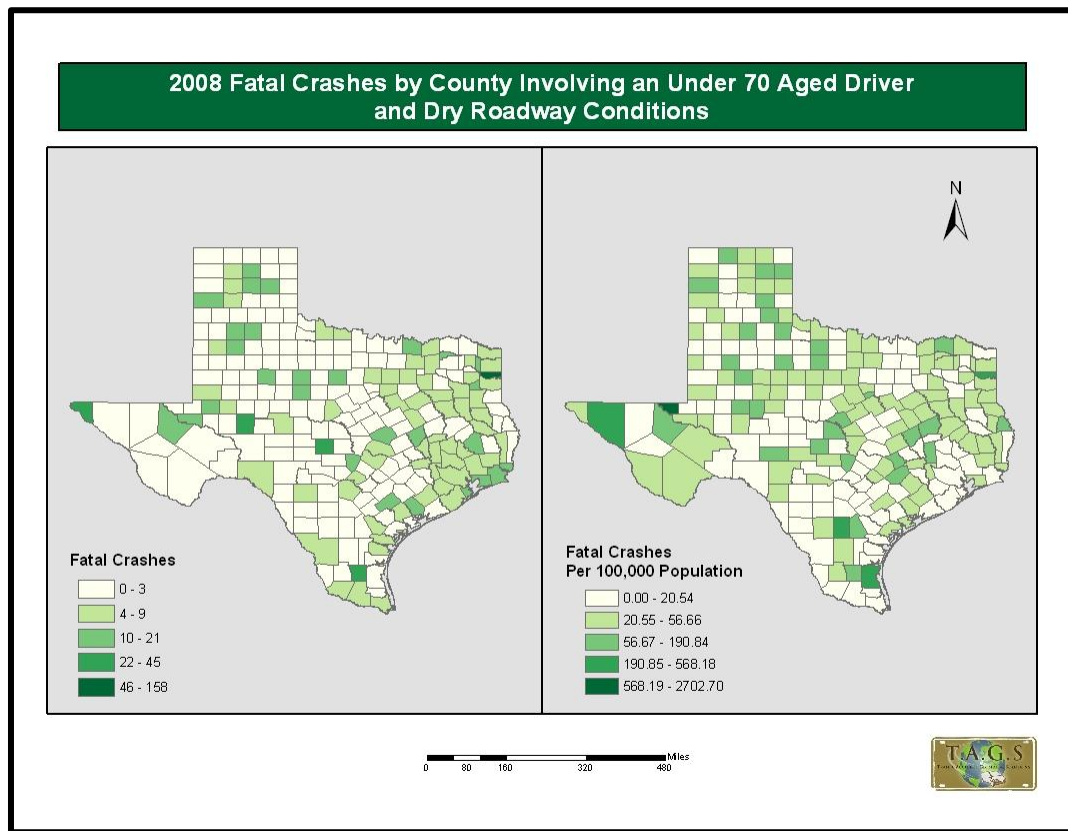 2008 Fatal Crashes by County Involving an Under 70 Aged Driver
and Dry Roadway Conditions
N
Fatal Crashes
0 - 3
4 - 9
10 - 21
22 - 45
46 - 158
Fatal Crashes
Per 100,000 Population
0.00 - 20.54
20.55 - 56.66
56.67 - 190.84
190.85 - 568.18
568.19 - 2702.70
Miles
0 80 160 320 480
T.A.G.S